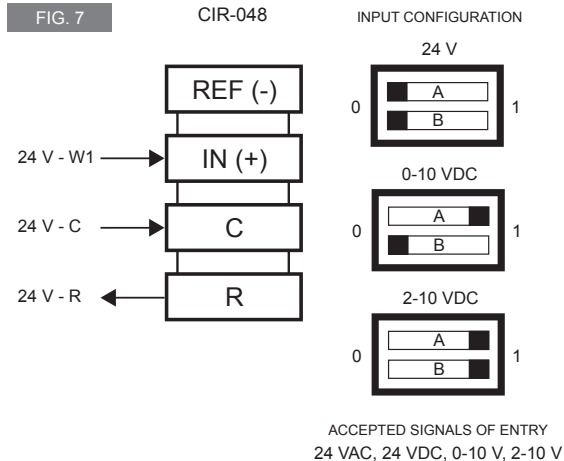 FIG. 7
CIR-048
REF (-)
24 V - W1
IN (+)
24 V - C
C
24 V - R
R
INPUT CONFIGURATION
24 V
0
A
B
1
0-10 VDC
0
A
B
1
2-10 VDC
0
A
B
1
ACCEPTED SIGNALS OF ENTRY
24 VAC, 24 VDC, 0-10 V, 2-10 V